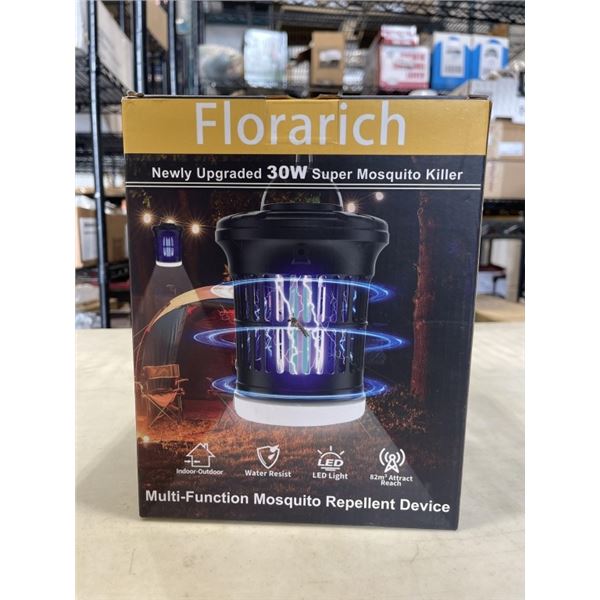 Florarich
Newly Upgraded 30W Super Mosquito Killer
Indoor-Outdoor
Water Resist
LED
LED Light
82m² Attract
Reach
Multi-Function Mosquito Repellent Device